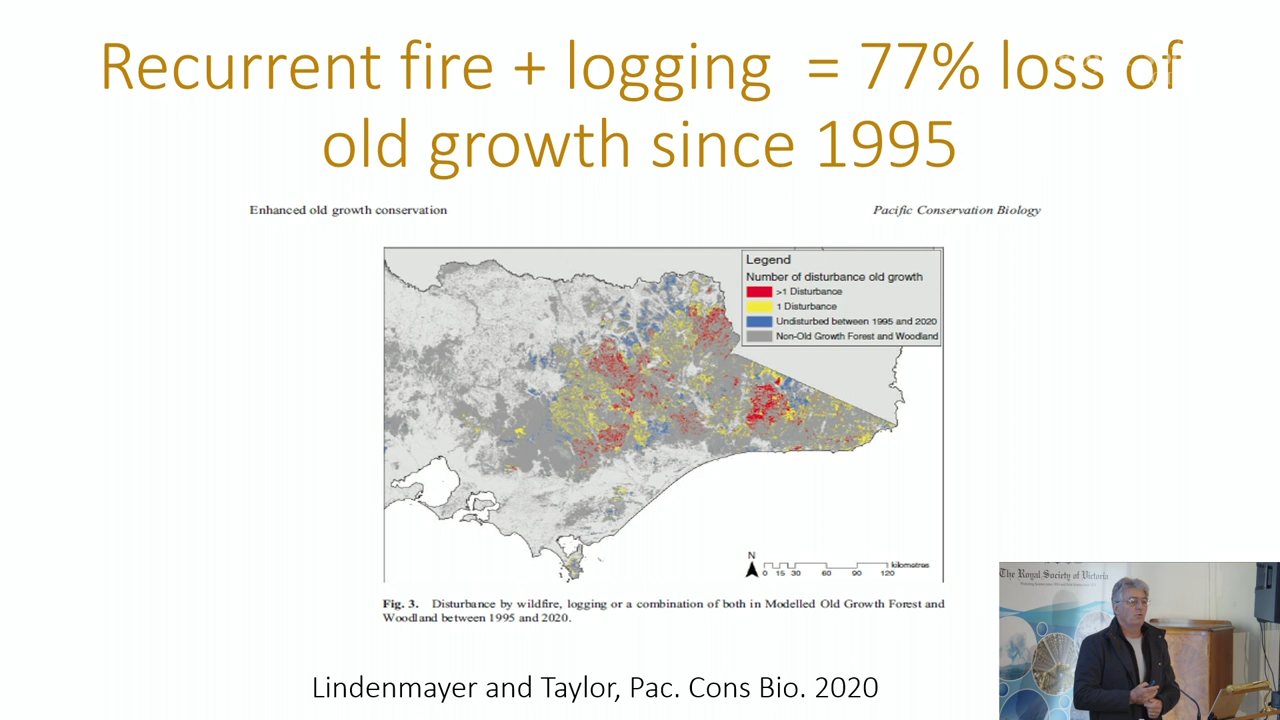 Recurrent fire + logging = 77% loss of
old growth since 1995
Enhanced old growth conservation
Pacific Conservation Biology
Legend
Number of disturbance old growth
>1 Disturbance
1 Disturbance
Undisturbed between 1995 and 2020
Non-Old Growth Forest and Woodland
N
0 15 30 60 90 120 kilometres
Fig. 3. Disturbance by wildfire, logging or a combination of both in Modelled Old Growth Forest and
Woodland between 1995 and 2020.
Lindenmayer and Taylor, Pac. Cons Bio. 2020
The Royal Society of Victoria